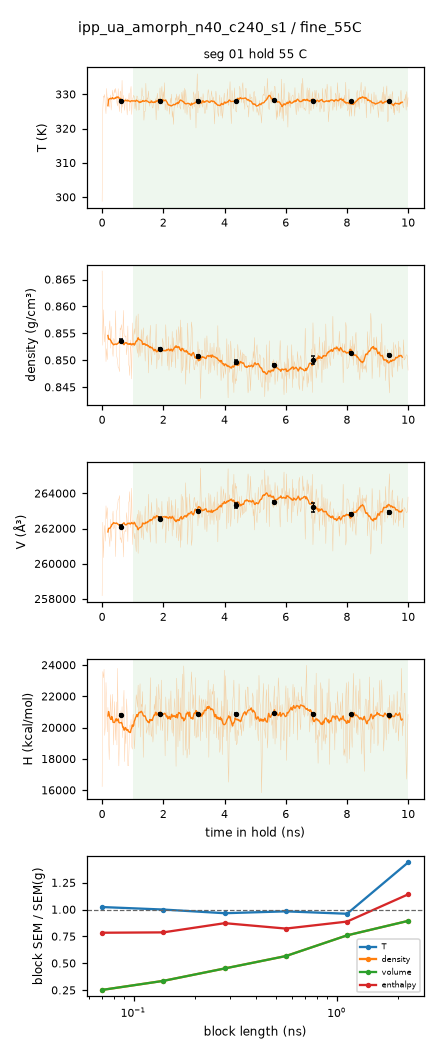 ipp_ua_amorph_n40_c240_s1 / fine_55C
seg 01 hold 55 C
330
320
310
300
T (K)
0 2 4 6 8 10
0.865
0.860
0.855
0.850
0.845
density (g/cm³)
0 2 4 6 8 10
264000
262000
260000
258000
V (Å³)
0 2 4 6 8 10
24000
22000
20000
18000
16000
H (kcal/mol)
0 2 4 6 8 10
time in hold (ns)
1.25
1.00
0.75
0.50
0.25
block SEM / SEM(g)
T
density
volume
enthalpy
10⁻¹ 10⁰
block length (ns)